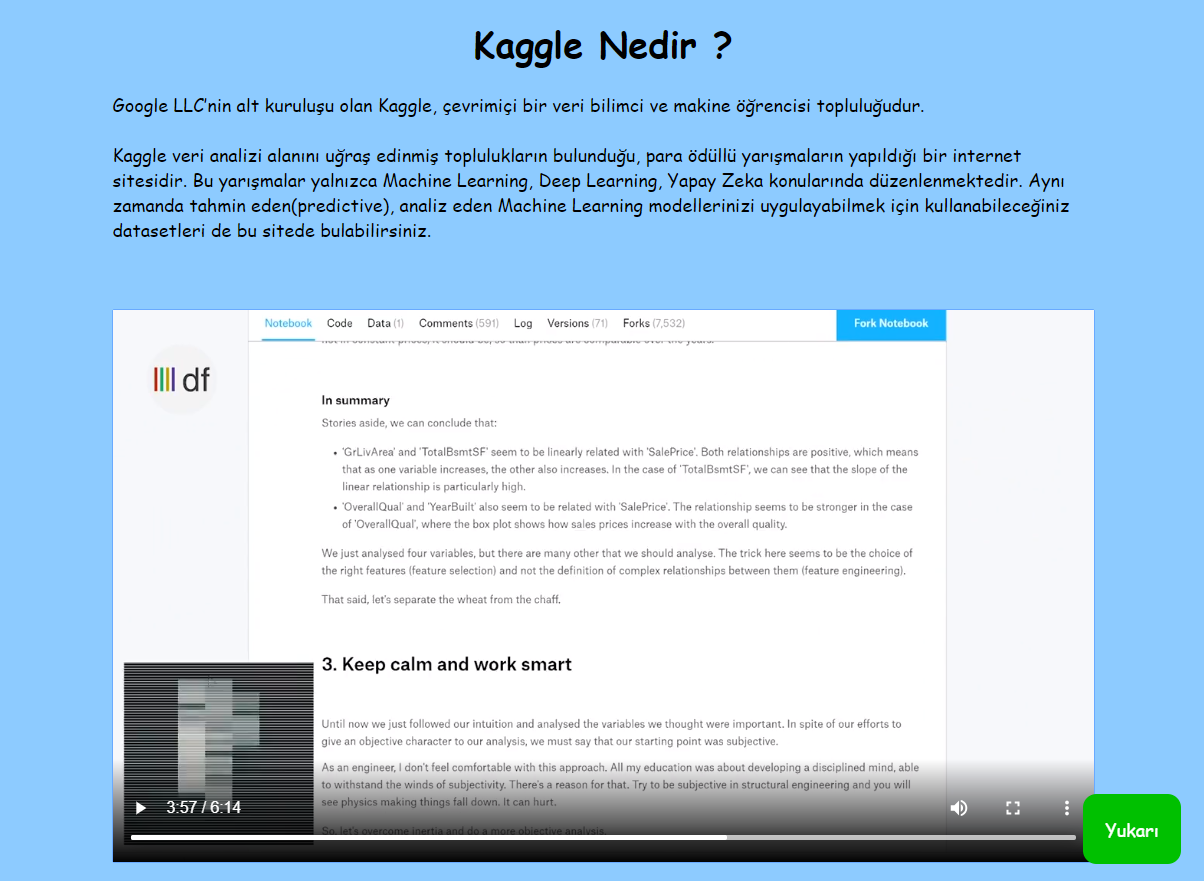 Kaggle Nedir ?
Google LLC'nin alt kuruluşu olan Kaggle, çevrimiçi bir veri bilimci ve makine öğrencisi topluluğudur.
Kaggle veri analizi alanını uğraş edinmiş toplulukların bulunduğu, para ödüllü yarışmaların yapıldığı bir internet
sitesidir. Bu yarışmalar yalnızca Machine Learning, Deep Learning, Yapay Zeka konularında düzenlenmektedir. Aynı
zamanda tahmin eden(predictive), analiz eden Machine Learning modellerinizi uygulayabilmek için kullanabileceğiniz
datasetleri de bu sitede bulabilirsiniz.
Notebook Code Data (1) Comments (591) Log Versions (71) Forks (7,532) Fork Notebook
not in constant prices, it should be, so than prices are comparable over the years.
df
In summary
Stories aside, we can conclude that:
• 'GrLivArea' and 'TotalBsmtSF' seem to be linearly related with 'SalePrice'. Both relationships are positive, which means
that as one variable increases, the other also increases. In the case of 'TotalBsmtSF', we can see that the slope of the
linear relationship is particularly high.
• 'OverallQual' and 'YearBuilt' also seem to be related with 'SalePrice'. The relationship seems to be stronger in the case
of 'OverallQual', where the box plot shows how sales prices increase with the overall quality.
We just analysed four variables, but there are many other that we should analyse. The trick here seems to be the choice of
the right features (feature selection) and not the definition of complex relationships between them (feature engineering).
That said, let's separate the wheat from the chaff.
3. Keep calm and work smart
Until now we just followed our intuition and analysed the variables we thought were important. In spite of our efforts to
give an objective character to our analysis, we must say that our starting point was subjective.
As an engineer, I don't feel comfortable with this approach. All my education was about developing a disciplined mind, able
to withstand the winds of subjectivity. There's a reason for that. Try to be subjective in structural engineering and you will
see physics making things fall down. It can hurt.
3:57 / 6:14
So, let's overcome inertia and do a more objective analysis.
Yukarı